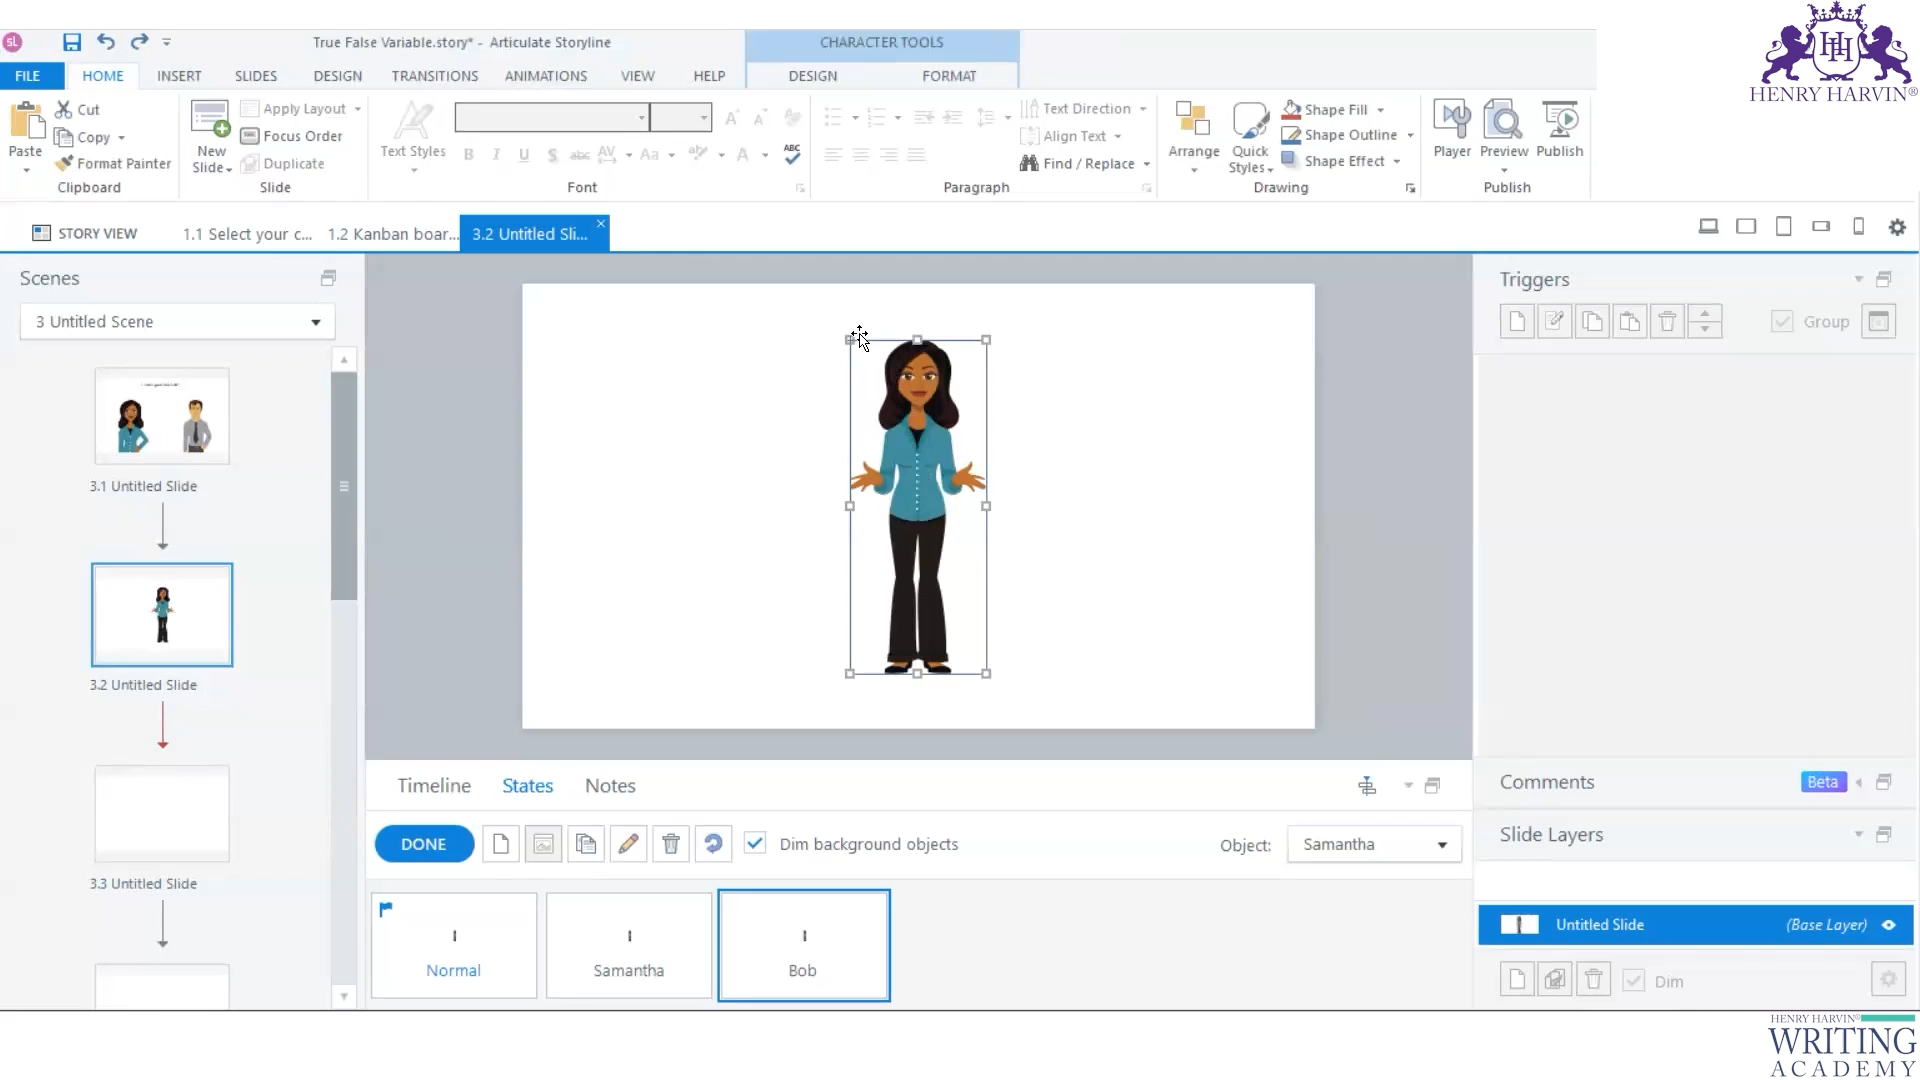 HENRY HARVIN®
True False Variable.story* - Articulate Storyline
CHARACTER TOOLS
FILE HOME INSERT SLIDES DESIGN TRANSITIONS ANIMATIONS VIEW HELP DESIGN FORMAT
Paste
Cut
Copy
Format Painter
Clipboard
New
Slide
Apply Layout
Focus Order
Duplicate
Slide
Text Styles
B I U S abc AV Aa A
ABC
Font
Text Direction
Align Text
Find / Replace
Paragraph
Arrange
Quick
Styles
Shape Fill
Shape Outline
Shape Effect
Drawing
Player
Preview
Publish
Publish
STORY VIEW
1.1 Select your c...
1.2 Kanban boar...
3.2 Untitled Sli...
Scenes
3 Untitled Scene
3.1 Untitled Slide
3.2 Untitled Slide
3.3 Untitled Slide
Triggers
Group
Timeline States Notes
DONE
Dim background objects
Object: Samantha
Normal
Samantha
Bob
Comments
Beta
Slide Layers
Untitled Slide (Base Layer)
Dim
HENRY HARVIN®
WRITING
ACADEMY